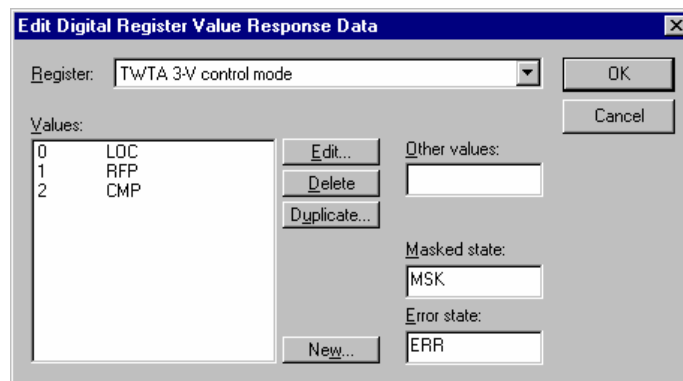 Edit Digital Register Value Response Data
Register: TWTA 3-V control mode
OK
Cancel
Values:
0 LOC
1 RFP
2 CMP
Edit...
Delete
Duplicate...
New...
Other values:
Masked state:
MSK
Error state:
ERR